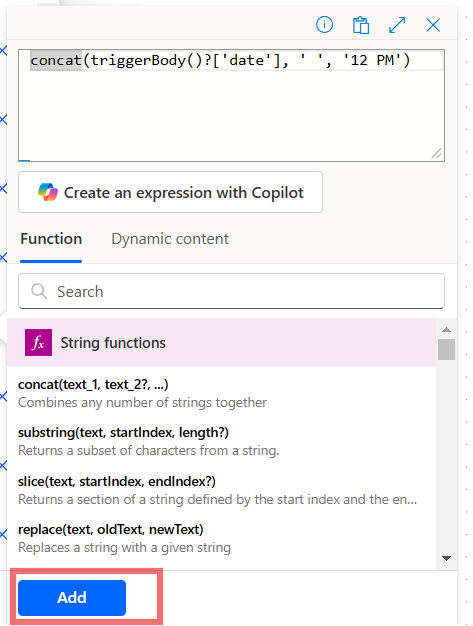 concat(triggerBody()?['date'], ' ', '12 PM')
Create an expression with Copilot
Function Dynamic content
Search
fx String functions
concat(text_1, text_2?, ...)
Combines any number of strings together
substring(text, startIndex, length?)
Returns a subset of characters from a string.
slice(text, startIndex, endIndex?)
Returns a section of a string defined by the start index and the en...
replace(text, oldText, newText)
Replaces a string with a given string
Add